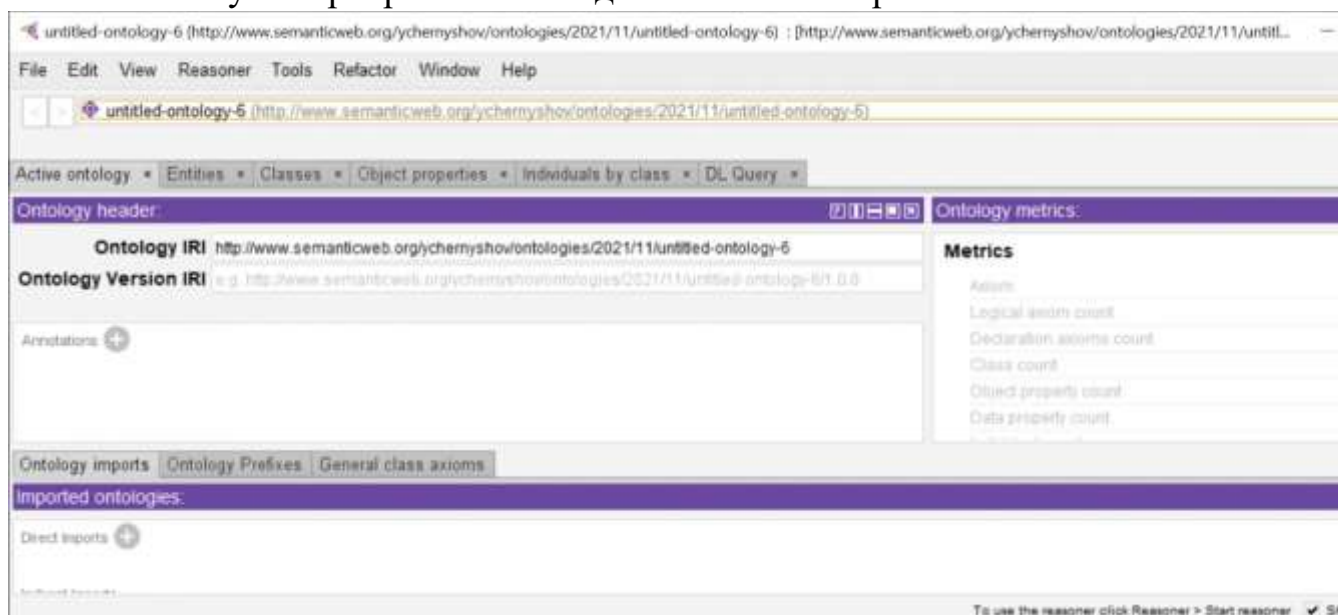 untitled-ontology-6 (http://www.semanticweb.org/ychernyshov/ontologies/2021/11/untitled-ontology-6) : [http://www.semanticweb.org/ychernyshov/ontologies/2021/11/untitl...
File Edit View Reasoner Tools Refactor Window Help
< > untitled-ontology-6 (http://www.semanticweb.org/ychernyshov/ontologies/2021/11/untitled-ontology-6)
Active ontology × Entities × Classes × Object properties × Individuals by class × DL Query ×
Ontology header: Ontology metrics:
Ontology IRI http://www.semanticweb.org/ychernyshov/ontologies/2021/11/untitled-ontology-6
Metrics
Ontology Version IRI e.g. http://www.semanticweb.org/ychernyshov/ontologies/2021/11/untitled-ontology-6/1.0.0
Axiom
Logical axiom count
Annotations
Declaration axioms count
Class count
Object property count
Data property count
Ontology imports Ontology Prefixes General class axioms
Imported ontologies:
Direct Imports
To use the reasoner click Reasoner > Start reasoner